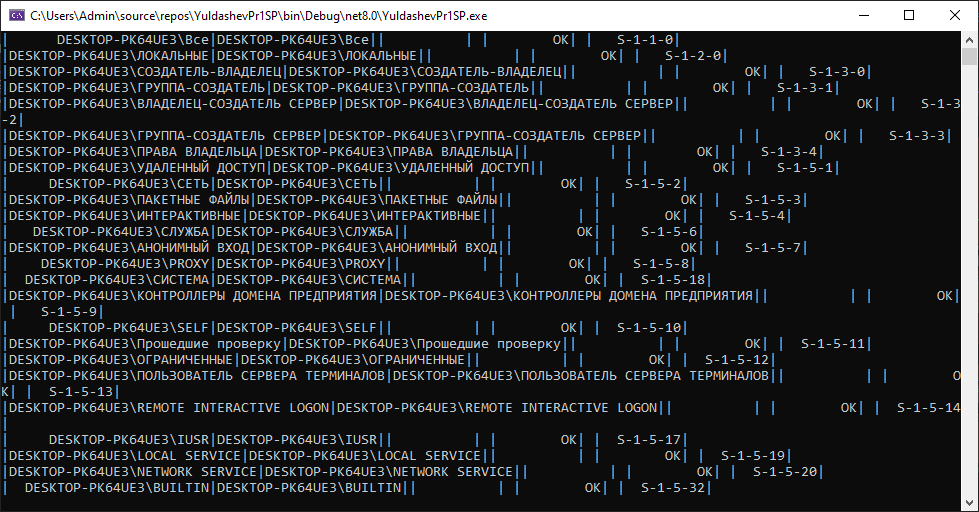 C:\Users\Admin\source\repos\YuldashevPr1SP\bin\Debug\net8.0\YuldashevPr1SP.exe
|      DESKTOP-PK64UE3\Все|DESKTOP-PK64UE3\Все||          | |        OK| |   S-1-1-0|
|DESKTOP-PK64UE3\ЛОКАЛЬНЫЕ|DESKTOP-PK64UE3\ЛОКАЛЬНЫЕ||          | |        OK| |   S-1-2-0|
|DESKTOP-PK64UE3\СОЗДАТЕЛЬ-ВЛАДЕЛЕЦ|DESKTOP-PK64UE3\СОЗДАТЕЛЬ-ВЛАДЕЛЕЦ||          | |        OK| |   S-1-3-0|
|DESKTOP-PK64UE3\ГРУППА-СОЗДАТЕЛЬ|DESKTOP-PK64UE3\ГРУППА-СОЗДАТЕЛЬ||          | |        OK| |   S-1-3-1|
|DESKTOP-PK64UE3\ВЛАДЕЛЕЦ-СОЗДАТЕЛЬ СЕРВЕР|DESKTOP-PK64UE3\ВЛАДЕЛЕЦ-СОЗДАТЕЛЬ СЕРВЕР||          | |        OK| |   S-1-3
-2|
|DESKTOP-PK64UE3\ГРУППА-СОЗДАТЕЛЬ СЕРВЕР|DESKTOP-PK64UE3\ГРУППА-СОЗДАТЕЛЬ СЕРВЕР||          | |        OK| |   S-1-3-3|
|DESKTOP-PK64UE3\ПРАВА ВЛАДЕЛЬЦА|DESKTOP-PK64UE3\ПРАВА ВЛАДЕЛЬЦА||          | |        OK| |   S-1-3-4|
|DESKTOP-PK64UE3\УДАЛЕННЫЙ ДОСТУП|DESKTOP-PK64UE3\УДАЛЕННЫЙ ДОСТУП||          | |        OK| |   S-1-5-1|
|     DESKTOP-PK64UE3\СЕТЬ|DESKTOP-PK64UE3\СЕТЬ||          | |        OK| |   S-1-5-2|
|DESKTOP-PK64UE3\ПАКЕТНЫЕ ФАЙЛЫ|DESKTOP-PK64UE3\ПАКЕТНЫЕ ФАЙЛЫ||          | |        OK| |   S-1-5-3|
|DESKTOP-PK64UE3\ИНТЕРАКТИВНЫЕ|DESKTOP-PK64UE3\ИНТЕРАКТИВНЫЕ||          | |        OK| |   S-1-5-4|
|   DESKTOP-PK64UE3\СЛУЖБА|DESKTOP-PK64UE3\СЛУЖБА||          | |        OK| |   S-1-5-6|
|DESKTOP-PK64UE3\АНОНИМНЫЙ ВХОД|DESKTOP-PK64UE3\АНОНИМНЫЙ ВХОД||          | |        OK| |   S-1-5-7|
|    DESKTOP-PK64UE3\PROXY|DESKTOP-PK64UE3\PROXY||          | |        OK| |   S-1-5-8|
|  DESKTOP-PK64UE3\СИСТЕМА|DESKTOP-PK64UE3\СИСТЕМА||          | |        OK| |  S-1-5-18|
|DESKTOP-PK64UE3\КОНТРОЛЛЕРЫ ДОМЕНА ПРЕДПРИЯТИЯ|DESKTOP-PK64UE3\КОНТРОЛЛЕРЫ ДОМЕНА ПРЕДПРИЯТИЯ||          | |        OK|
 |   S-1-5-9|
|     DESKTOP-PK64UE3\SELF|DESKTOP-PK64UE3\SELF||          | |        OK| |  S-1-5-10|
|DESKTOP-PK64UE3\Прошедшие проверку|DESKTOP-PK64UE3\Прошедшие проверку||          | |        OK| |  S-1-5-11|
|DESKTOP-PK64UE3\ОГРАНИЧЕННЫЕ|DESKTOP-PK64UE3\ОГРАНИЧЕННЫЕ||          | |        OK| |  S-1-5-12|
|DESKTOP-PK64UE3\ПОЛЬЗОВАТЕЛЬ СЕРВЕРА ТЕРМИНАЛОВ|DESKTOP-PK64UE3\ПОЛЬЗОВАТЕЛЬ СЕРВЕРА ТЕРМИНАЛОВ||          | |        O
K| |  S-1-5-13|
|DESKTOP-PK64UE3\REMOTE INTERACTIVE LOGON|DESKTOP-PK64UE3\REMOTE INTERACTIVE LOGON||          | |        OK| |  S-1-5-14
|
|     DESKTOP-PK64UE3\IUSR|DESKTOP-PK64UE3\IUSR||          | |        OK| |  S-1-5-17|
|DESKTOP-PK64UE3\LOCAL SERVICE|DESKTOP-PK64UE3\LOCAL SERVICE||          | |        OK| |  S-1-5-19|
|DESKTOP-PK64UE3\NETWORK SERVICE|DESKTOP-PK64UE3\NETWORK SERVICE||          | |        OK| |  S-1-5-20|
|  DESKTOP-PK64UE3\BUILTIN|DESKTOP-PK64UE3\BUILTIN||          | |        OK| |  S-1-5-32|